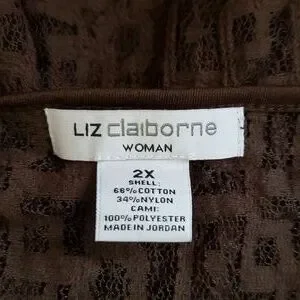 LIZ claiborne
WOMAN
2X
SHELL:
66% COTTON
34% NYLON
CAMI:
100% POLYESTER
MADE IN JORDAN